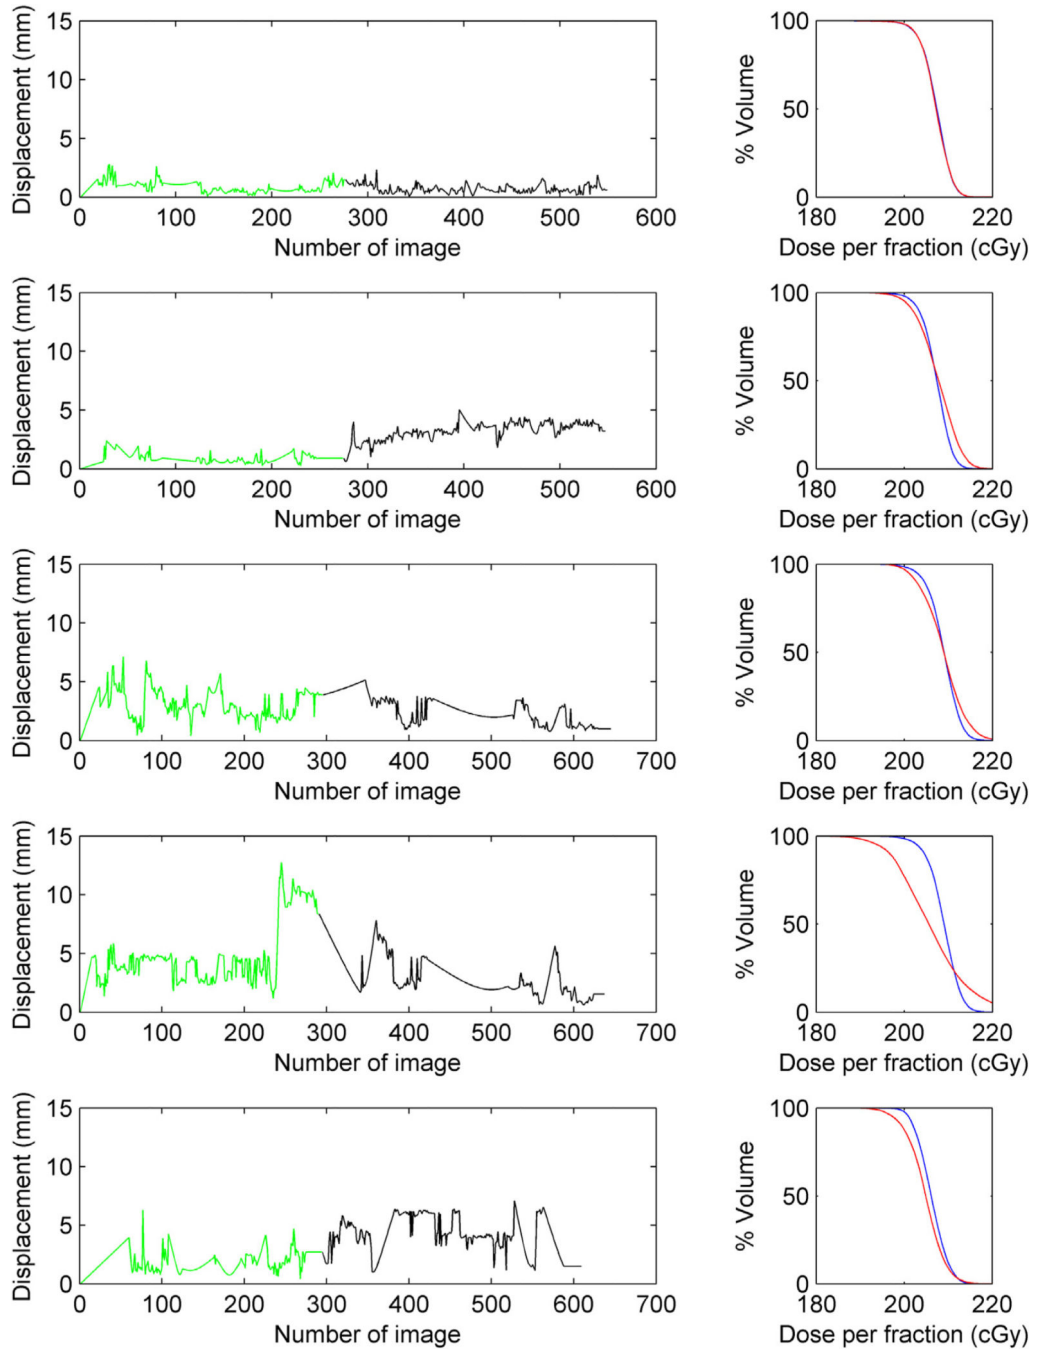 Displacement (mm)
15
10
5
0
0 100 200 300 400 500 600
Number of image
% Volume
100
50
0
180 200 220
Dose per fraction (cGy)
Displacement (mm)
15
10
5
0
0 100 200 300 400 500 600
Number of image
% Volume
100
50
0
180 200 220
Dose per fraction (cGy)
Displacement (mm)
15
10
5
0
0 100 200 300 400 500 600 700
Number of image
% Volume
100
50
0
180 200 220
Dose per fraction (cGy)
Displacement (mm)
15
10
5
0
0 100 200 300 400 500 600 700
Number of image
% Volume
100
50
0
180 200 220
Dose per fraction (cGy)
Displacement (mm)
15
10
5
0
0 100 200 300 400 500 600 700
Number of image
% Volume
100
50
0
180 200 220
Dose per fraction (cGy)